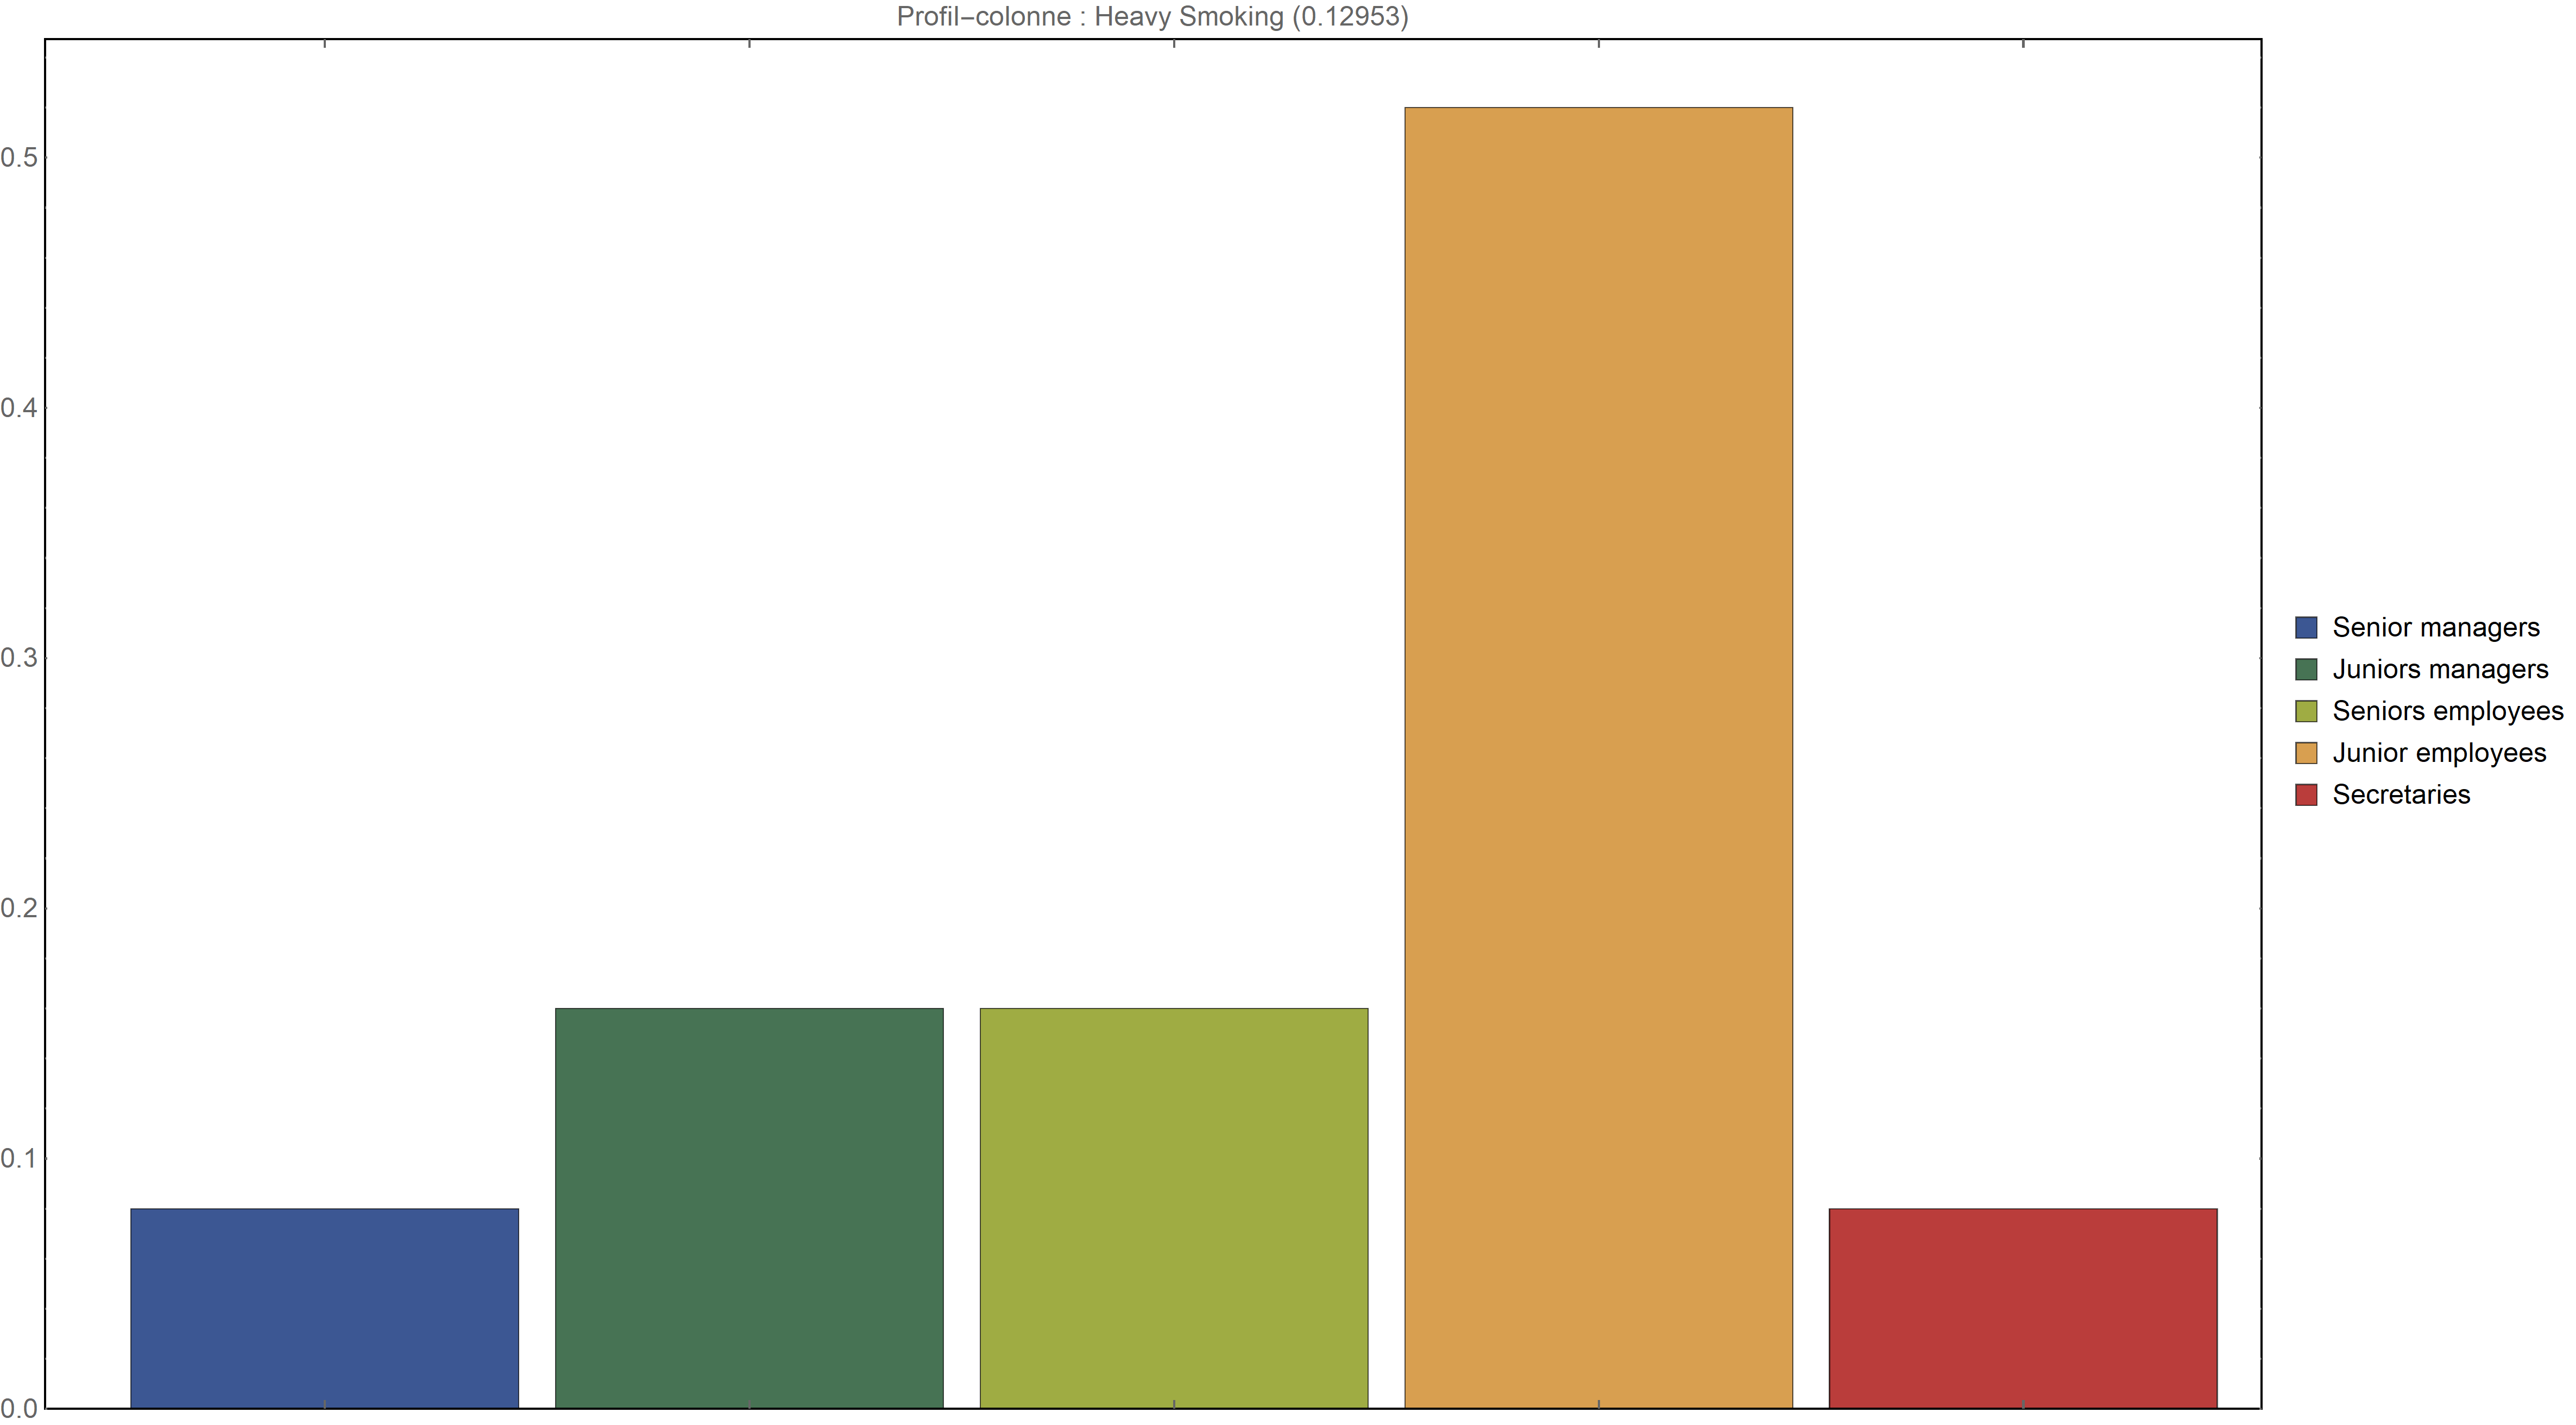 Profil−colonne : Heavy Smoking (0.12953)
0.5
0.4
0.3
0.2
0.1
0.0
Senior managers
Juniors managers
Seniors employees
Junior employees
Secretaries